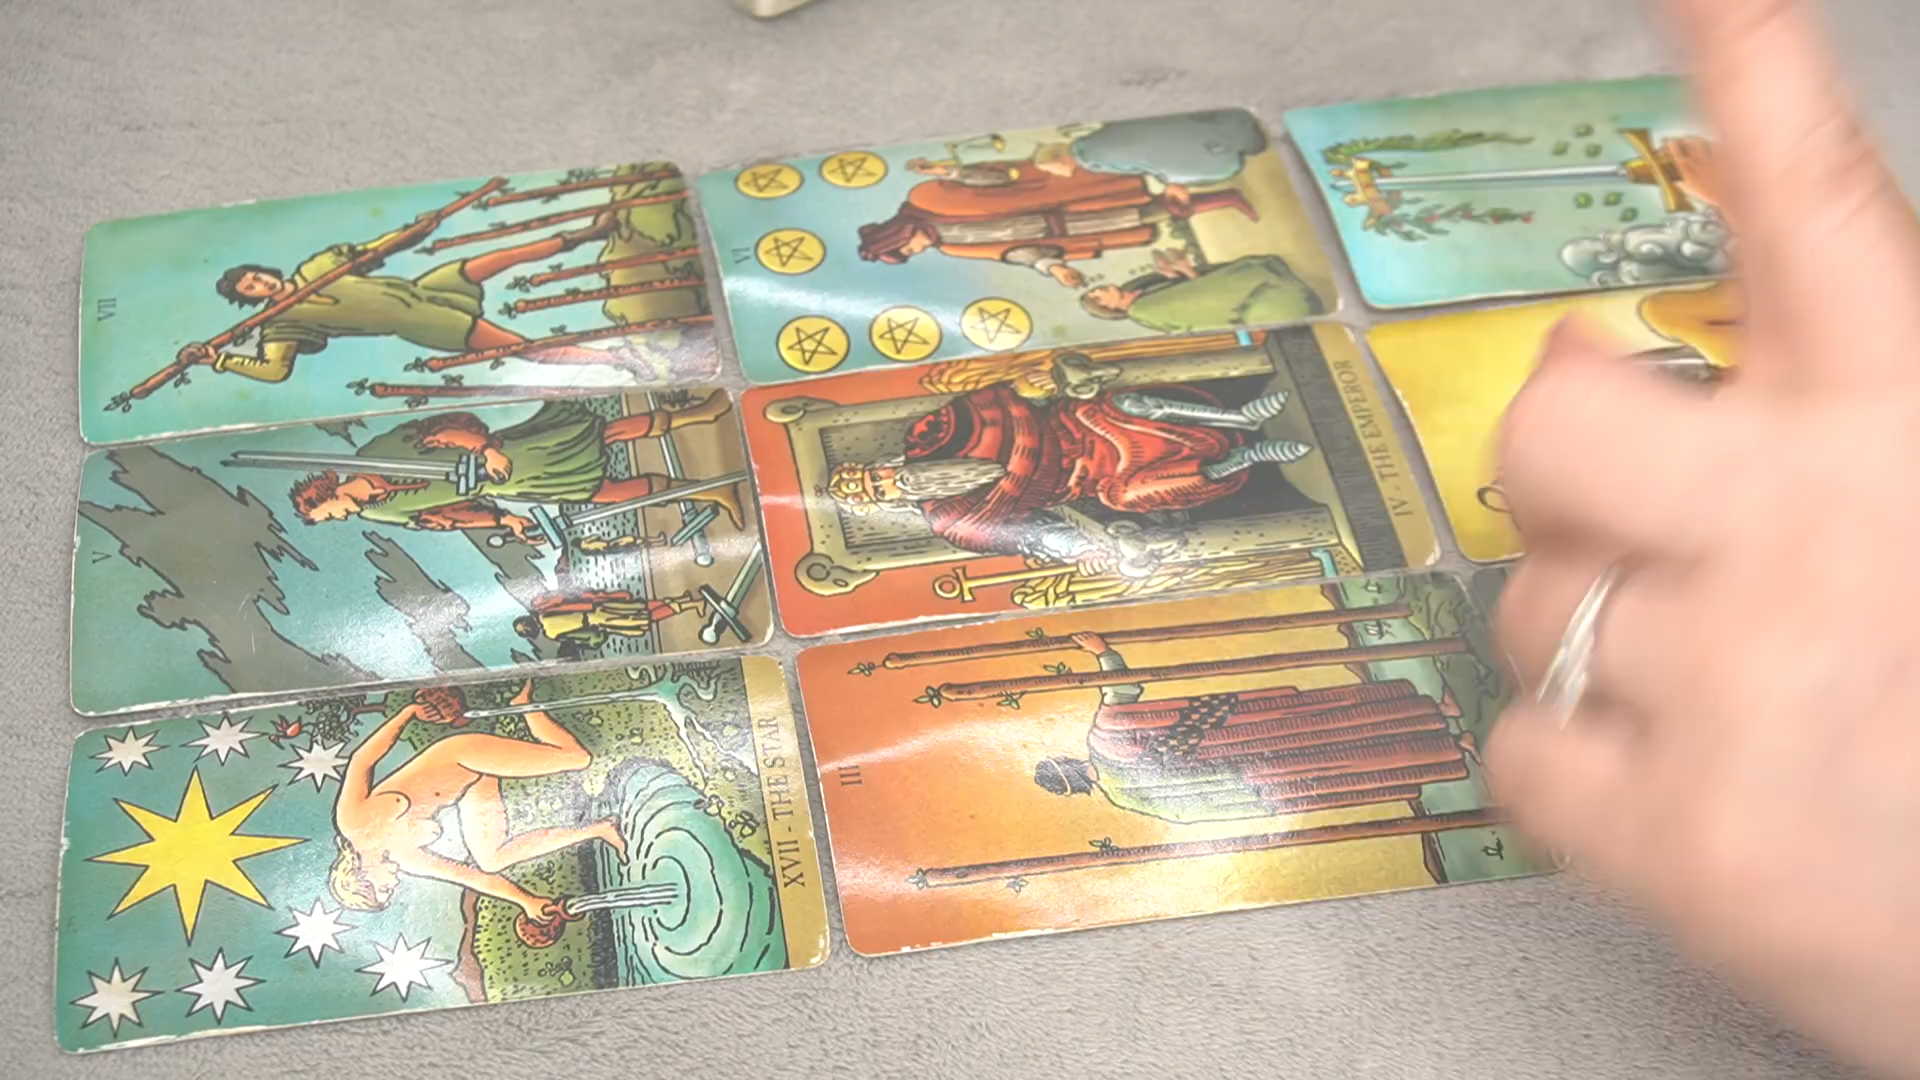 VII
VI
V
IV - THE EMPEROR
XVII - THE STAR
III